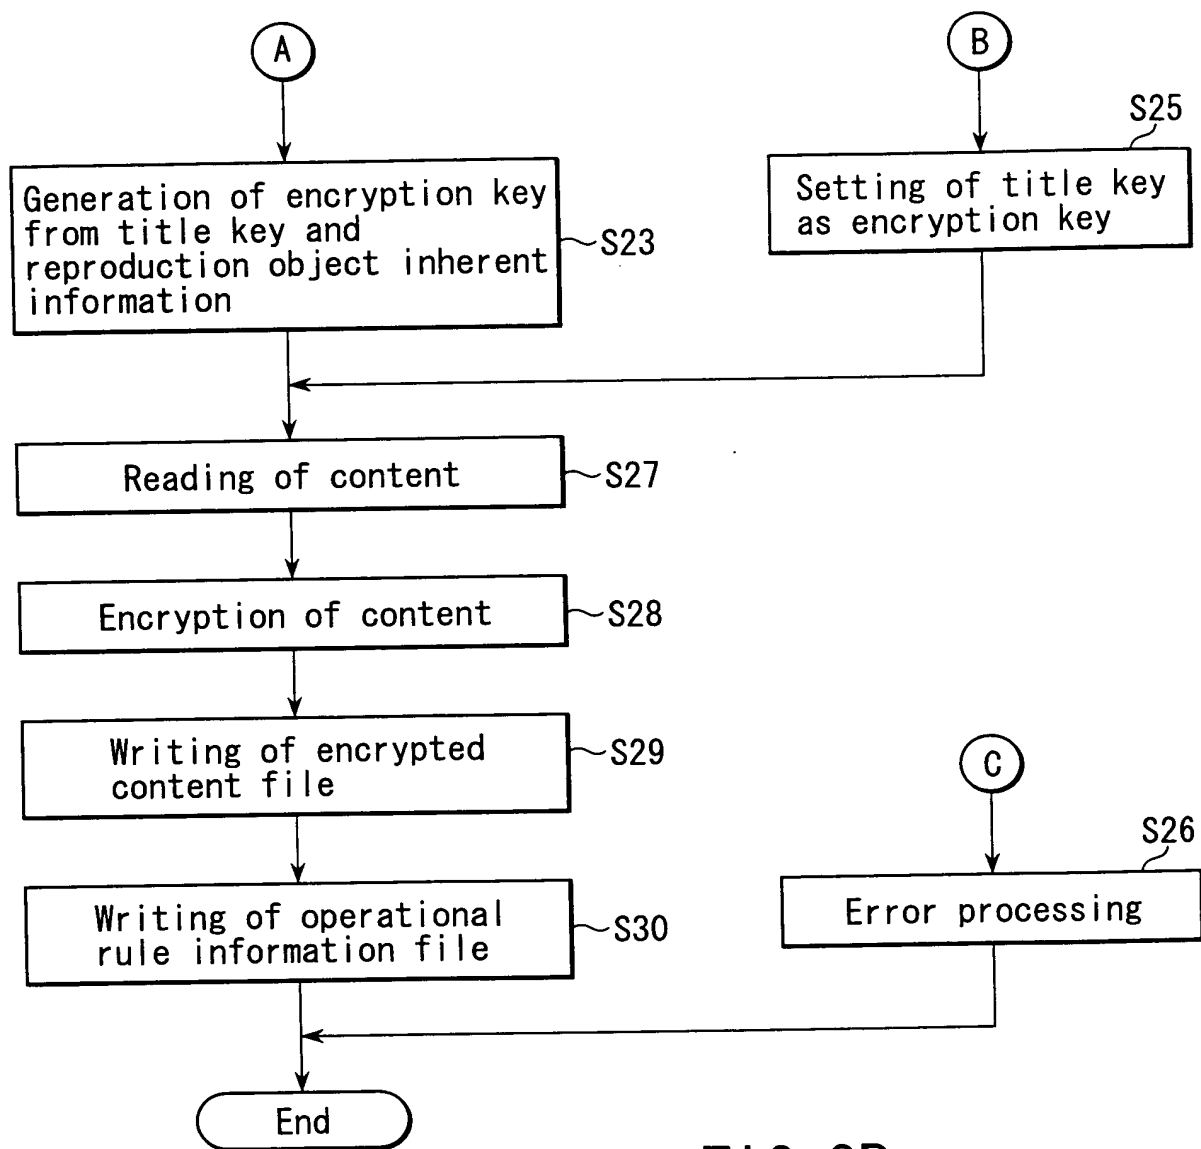 A
B
S25
Generation of encryption key
from title key and
reproduction object inherent
information
S23
Setting of title key
as encryption key
Reading of content
S27
Encryption of content
S28
Writing of encrypted
content file
S29
C
S26
Writing of operational
rule information file
S30
Error processing
End